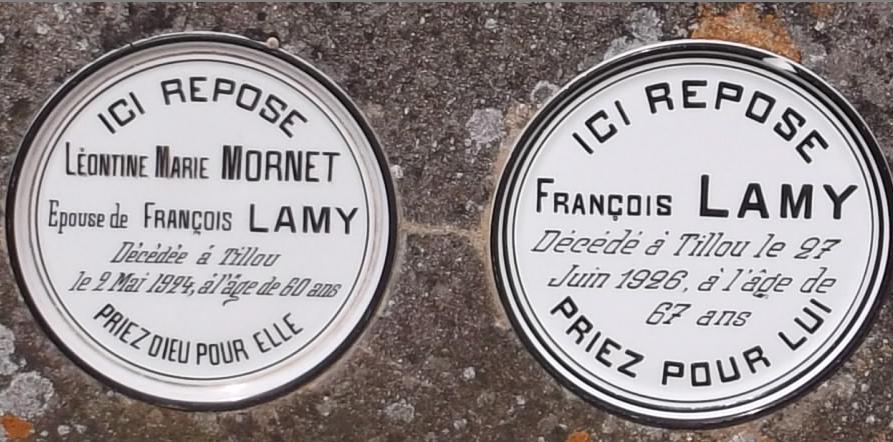 ICI REPOSE
LÉONTINE MARIE MORNET
Epouse de FRANÇOIS LAMY
Décédée á Tillou
le 2 Mai 1924, á l'âge de 60 ans
PRIEZ DIEU POUR ELLE
ICI REPOSE
FRANÇOIS LAMY
Décédé à Tillou le 27
Juin 1926, à l'âge de
67 ans
PRIEZ POUR LUI